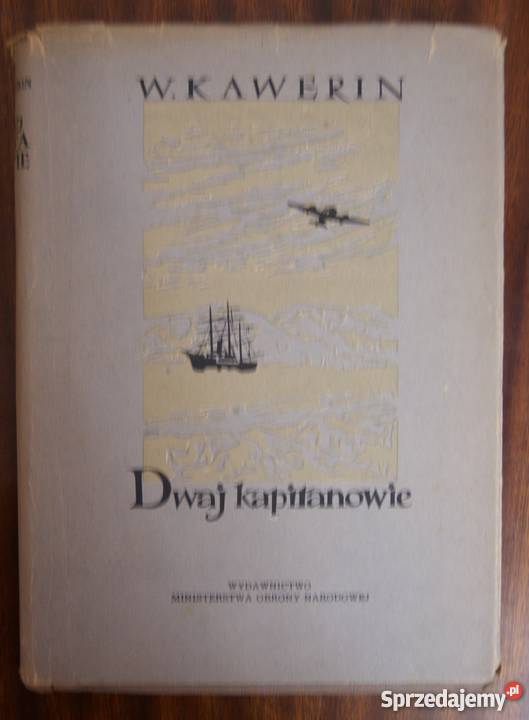 W. KAWERIN
Dwaj kapitanowie
WYDAWNICTWO
MINISTERSTWA OBRONY NARODOWEJ
Sprzedajemy.pl